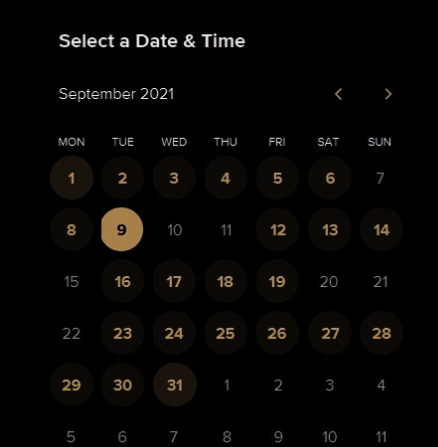 Select a Date & Time
September 2021
MON TUE WED THU FRI SAT SUN
1 2 3 4 5 6 7
8 9 10 11 12 13 14
15 16 17 18 19 20 21
22 23 24 25 26 27 28
29 30 31 1 2 3 4
5 6 7 8 9 10 11